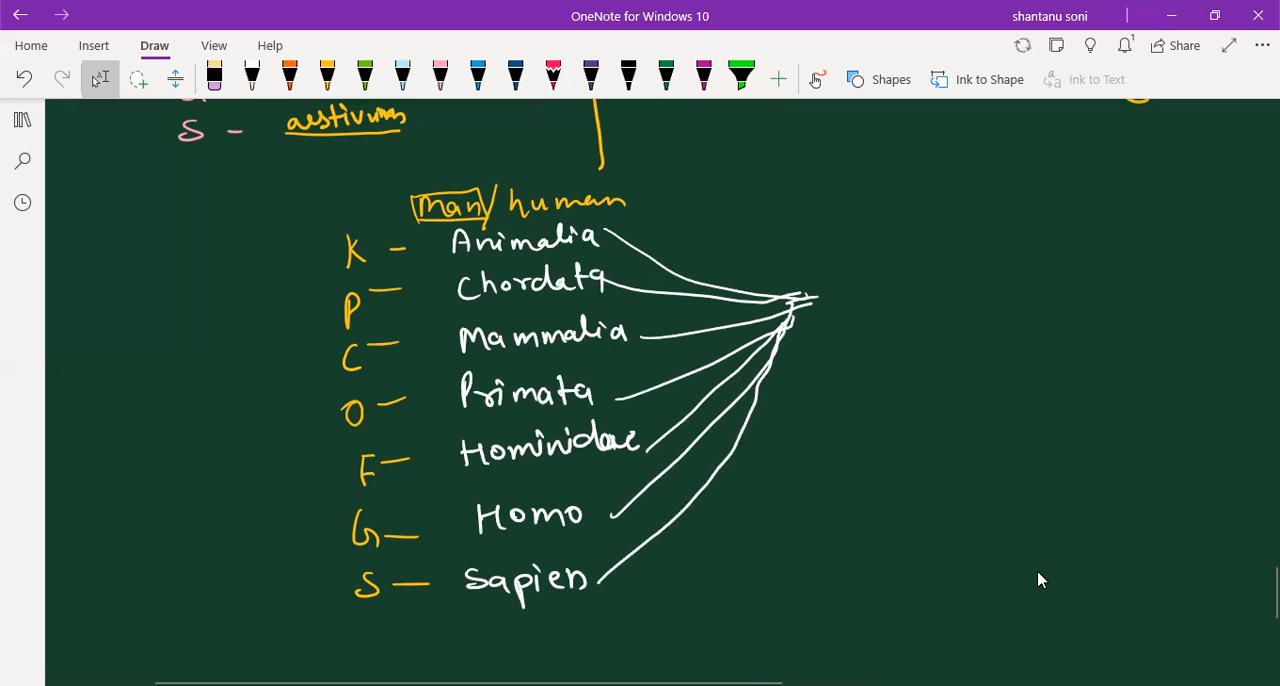 OneNote for Windows 10
shantanu soni
Home Insert Draw View Help
Share
Shapes Ink to Shape Ink to Text
S - aestivum
man/human
K - Animalia
P - Chordata
C - Mammalia
O - Primata
F - Hominidae
G - Homo
S - Sapien